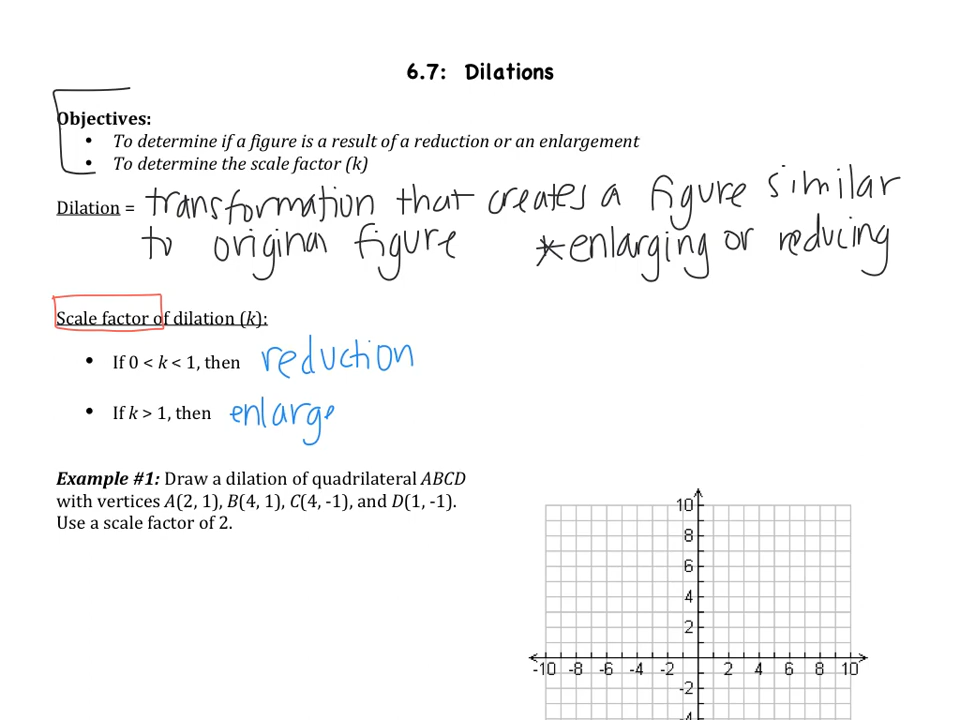 6.7: Dilations
Objectives:
• To determine if a figure is a result of a reduction or an enlargement
• To determine the scale factor (k)
Dilation = transformation that creates a figure similar
to original figure *enlarging or reducing
Scale factor of dilation (k):
• If 0 < k < 1, then reduction
• If k > 1, then enlarge
Example #1: Draw a dilation of quadrilateral ABCD
with vertices A(2, 1), B(4, 1), C(4, -1), and D(1, -1).
Use a scale factor of 2.
10
8
6
4
2
-10 -8 -6 -4 -2 2 4 6 8 10
-2
-4